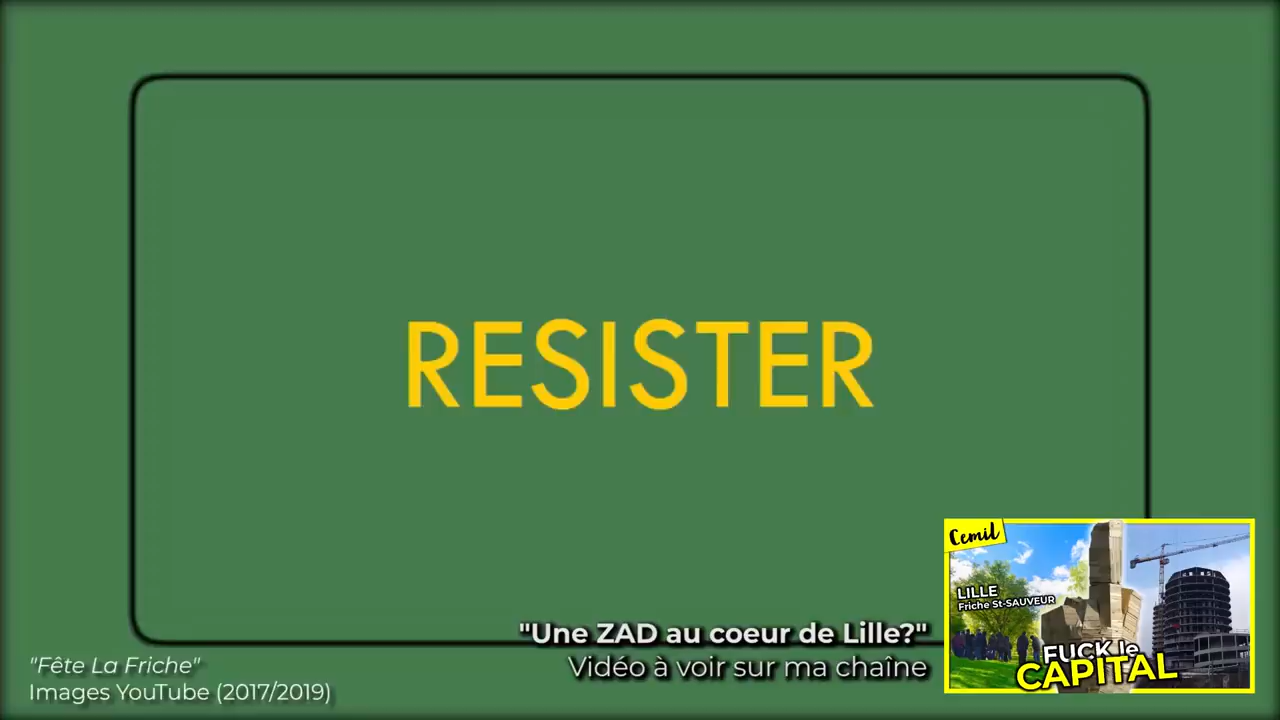 RESISTER
"Une ZAD au coeur de Lille?"
Vidéo à voir sur ma chaîne
"Fête La Friche"
Images YouTube (2017/2019)
Cemil
LILLE
Friche St-SAUVEUR
FUCK le
CAPITAL